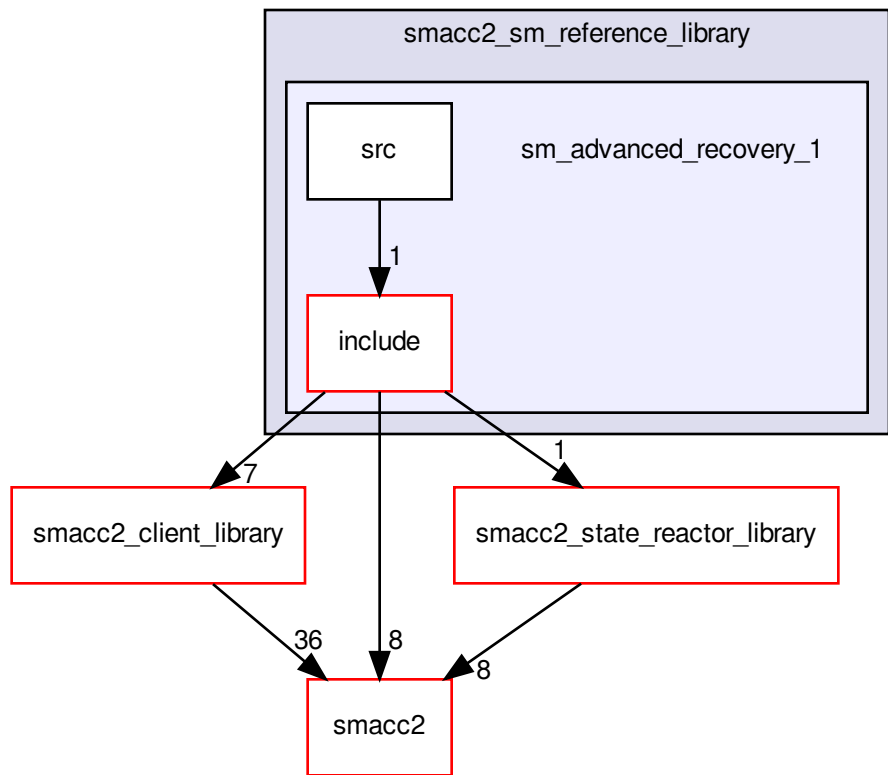 smacc2_sm_reference_library
src
sm_advanced_recovery_1
1
include
7
1
smacc2_client_library
smacc2_state_reactor_library
36
8
8
smacc2